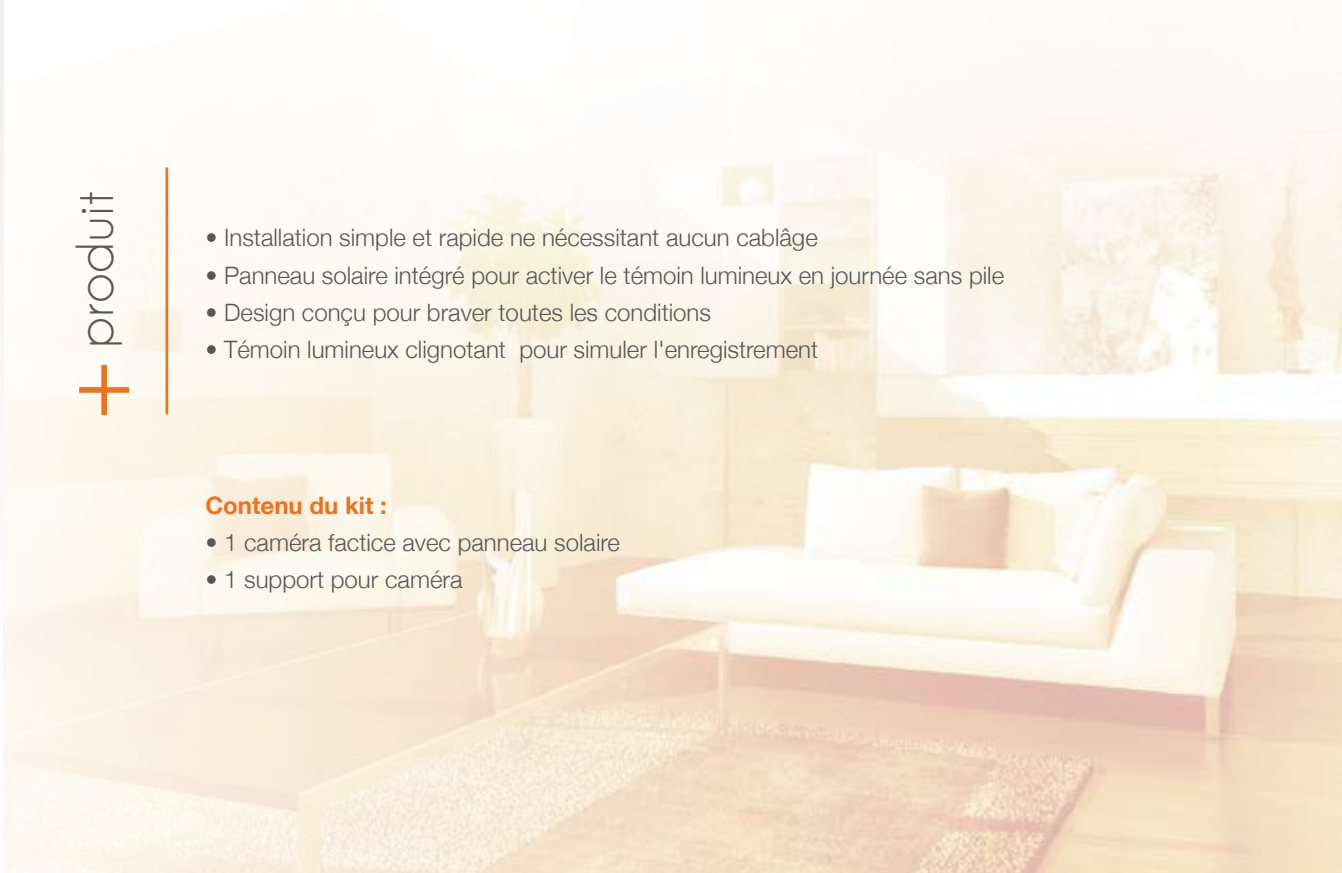 + produit
• Installation simple et rapide ne nécessitant aucun cablâge
• Panneau solaire intégré pour activer le témoin lumineux en journée sans pile
• Design conçu pour braver toutes les conditions
• Témoin lumineux clignotant  pour simuler l'enregistrement
Contenu du kit :
• 1 caméra factice avec panneau solaire
• 1 support pour caméra